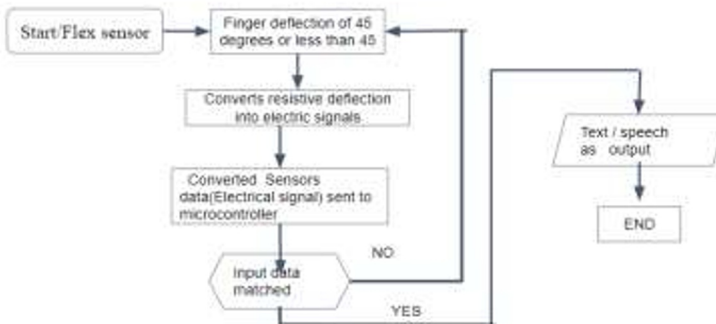 Start/Flex sensor
Finger deflection of 45
degrees or less than 45
Converts resistive deflection
into electric signals
Converted Sensors
data(Electrical signal) sent to
microcontroller
Input data
matched
NO
YES
Text / speech
as output
END